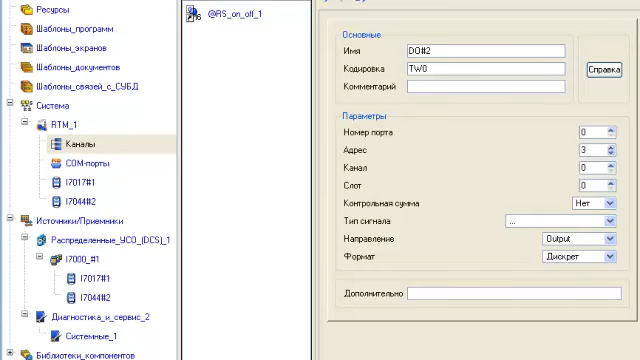 Ресурсы
Шаблоны_программ
Шаблоны_экранов
Шаблоны_документов
Шаблоны_связей_с_СУБД
Система
RTM_1
Каналы
COM-порты
I7017#1
I7044#2
Источники/Приемники
Распределенные_УСО_(DCS)_1
I7000_#1
I7017#1
I7044#2
Диагностика_и_сервис_2
Системные_1
Библиотеки_компонентов
@RS_on_off_1
Основные
Имя DO#2
Кодировка TW0
Комментарий
Справка
Параметры
Номер порта 0
Адрес 3
Канал 0
Слот 0
Контрольная сумма Нет
Тип сигнала ...
Направление Output
Формат Дискрет
Дополнительно